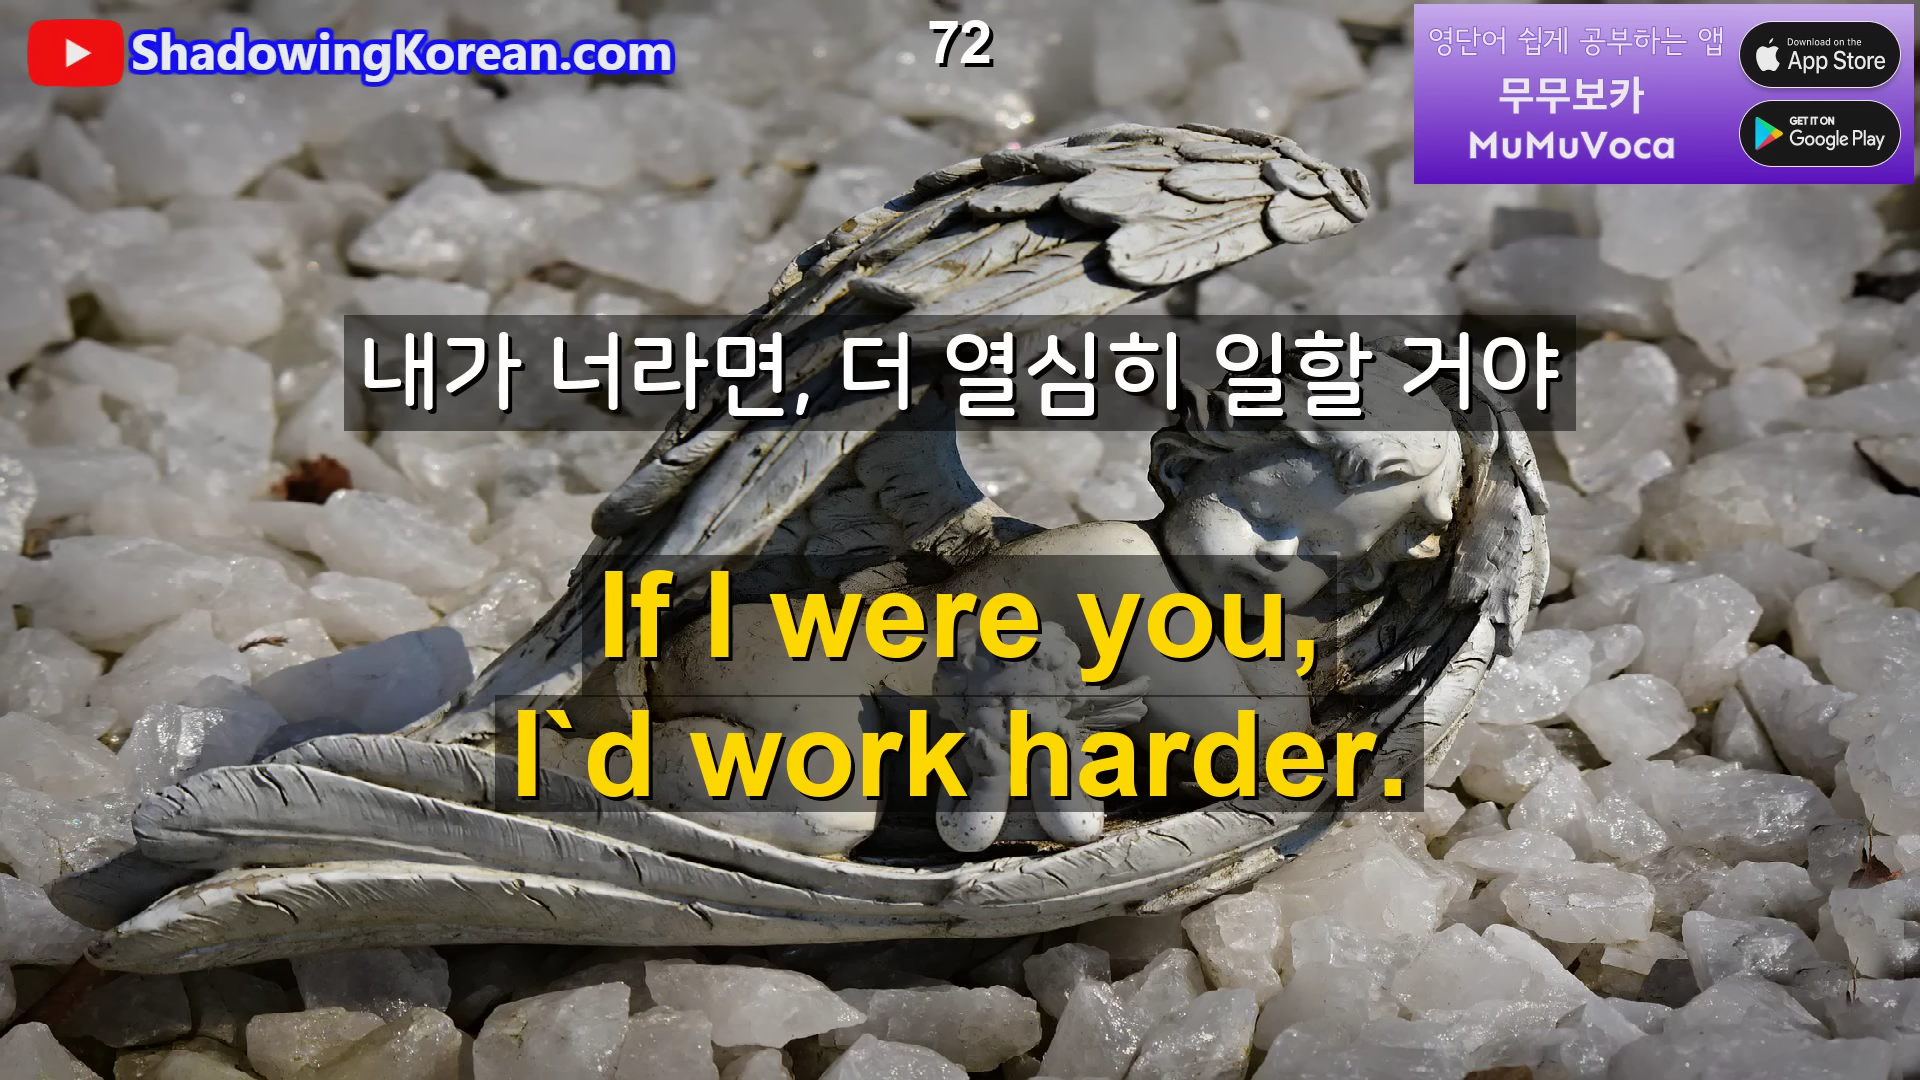 ShadowingKorean.com
72
영단어 쉽게 공부하는 앱
무무보카
MuMuVoca
Download on the
App Store
GET IT ON
Google Play
내가 너라면, 더 열심히 일할 거야
If I were you,
I`d work harder.